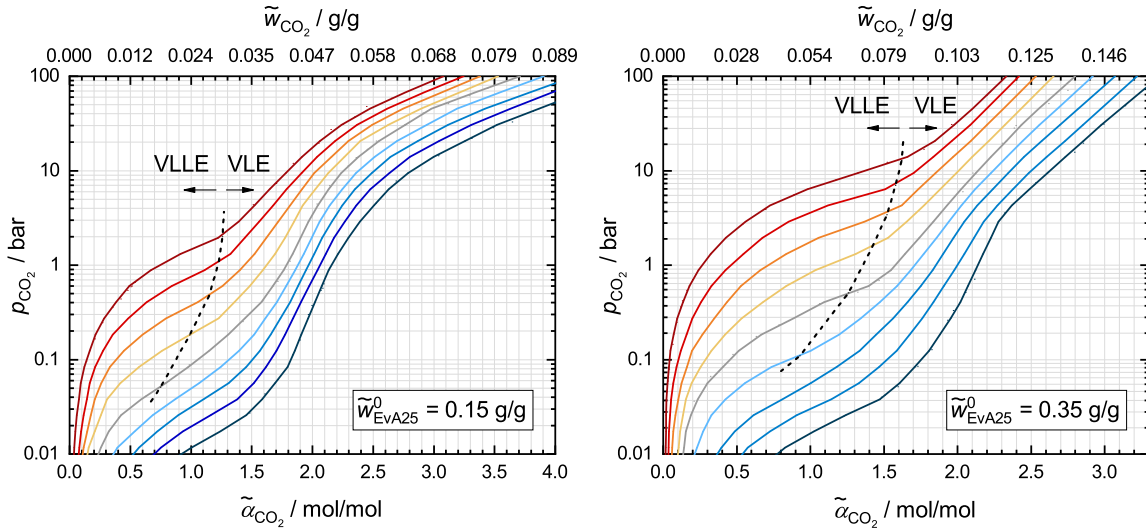 w̃CO₂ / g/g
0.000 0.012 0.024 0.035 0.047 0.058 0.068 0.079 0.089
100
10
1
0.1
0.01
pCO₂ / bar
VLLE VLE
w̃⁰EvA25 = 0.15 g/g
0.0 0.5 1.0 1.5 2.0 2.5 3.0 3.5 4.0
α̃CO₂ / mol/mol
w̃CO₂ / g/g
0.000 0.028 0.054 0.079 0.103 0.125 0.146
100
10
1
0.1
0.01
pCO₂ / bar
VLLE VLE
w̃⁰EvA25 = 0.35 g/g
0.0 0.5 1.0 1.5 2.0 2.5 3.0
α̃CO₂ / mol/mol